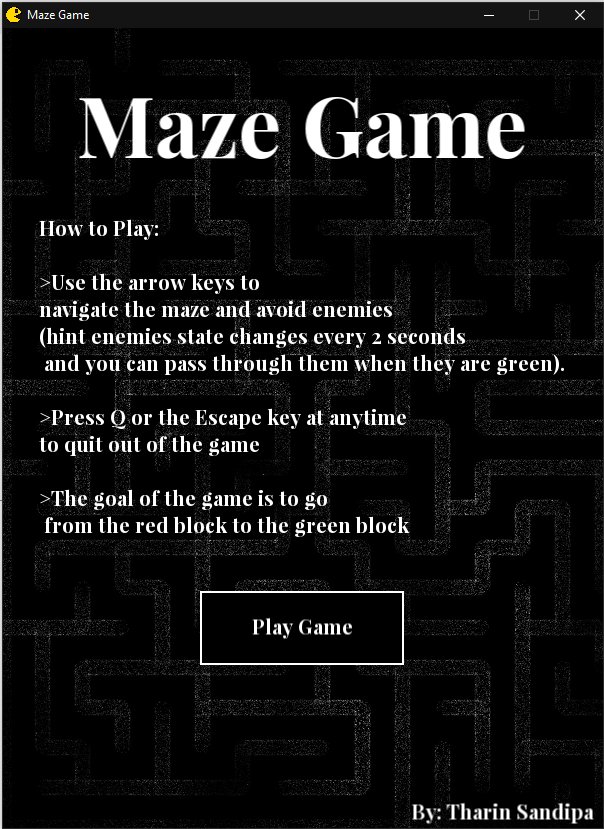 Maze Game
Maze Game
How to Play:
>Use the arrow keys to
navigate the maze and avoid enemies
(hint enemies state changes every 2 seconds
and you can pass through them when they are green).
>Press Q or the Escape key at anytime
to quit out of the game
>The goal of the game is to go
from the red block to the green block
Play Game
By: Tharin Sandipa